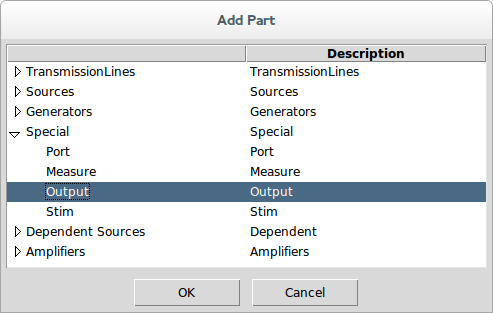 Add Part
Description
TransmissionLines TransmissionLines
Sources Sources
Generators Generators
Special Special
Port Port
Measure Measure
Output Output
Stim Stim
Dependent Sources Dependent
Amplifiers Amplifiers
OK Cancel